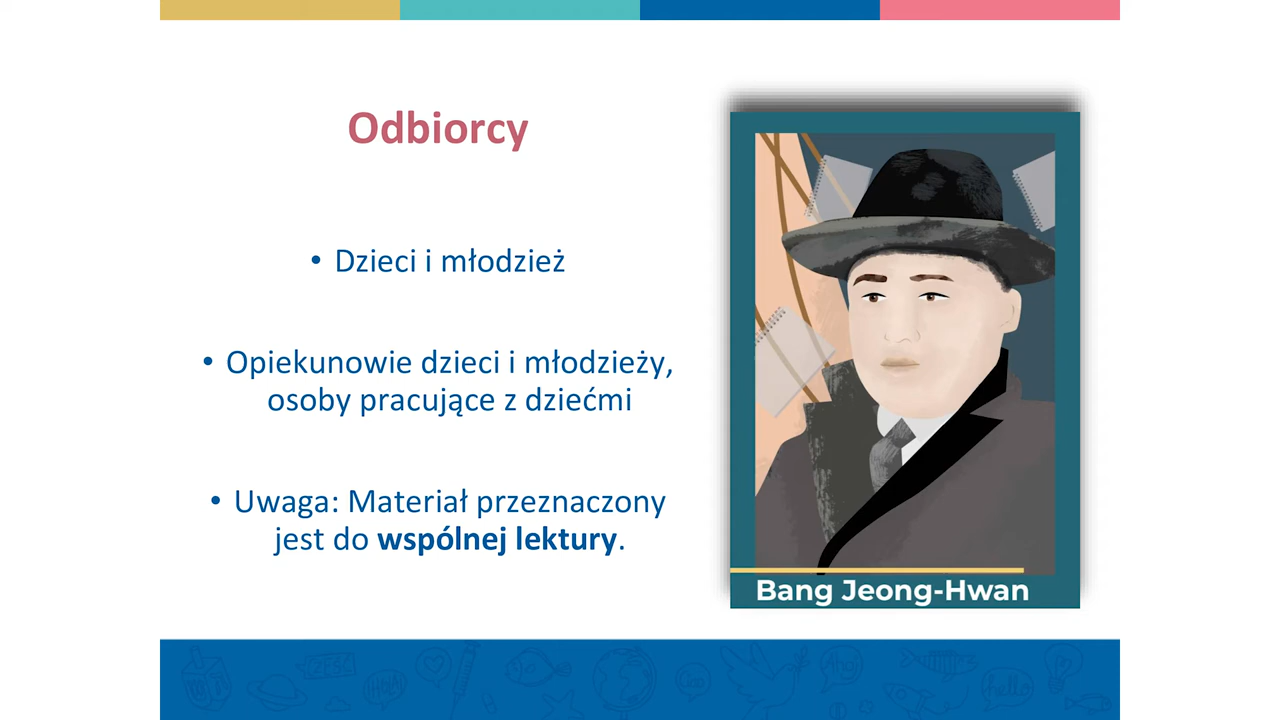 Odbiorcy
• Dzieci i młodzież
• Opiekunowie dzieci i młodzieży,
osoby pracujące z dziećmi
• Uwaga: Materiał przeznaczony
jest do wspólnej lektury.
Bang Jeong-Hwan
hello